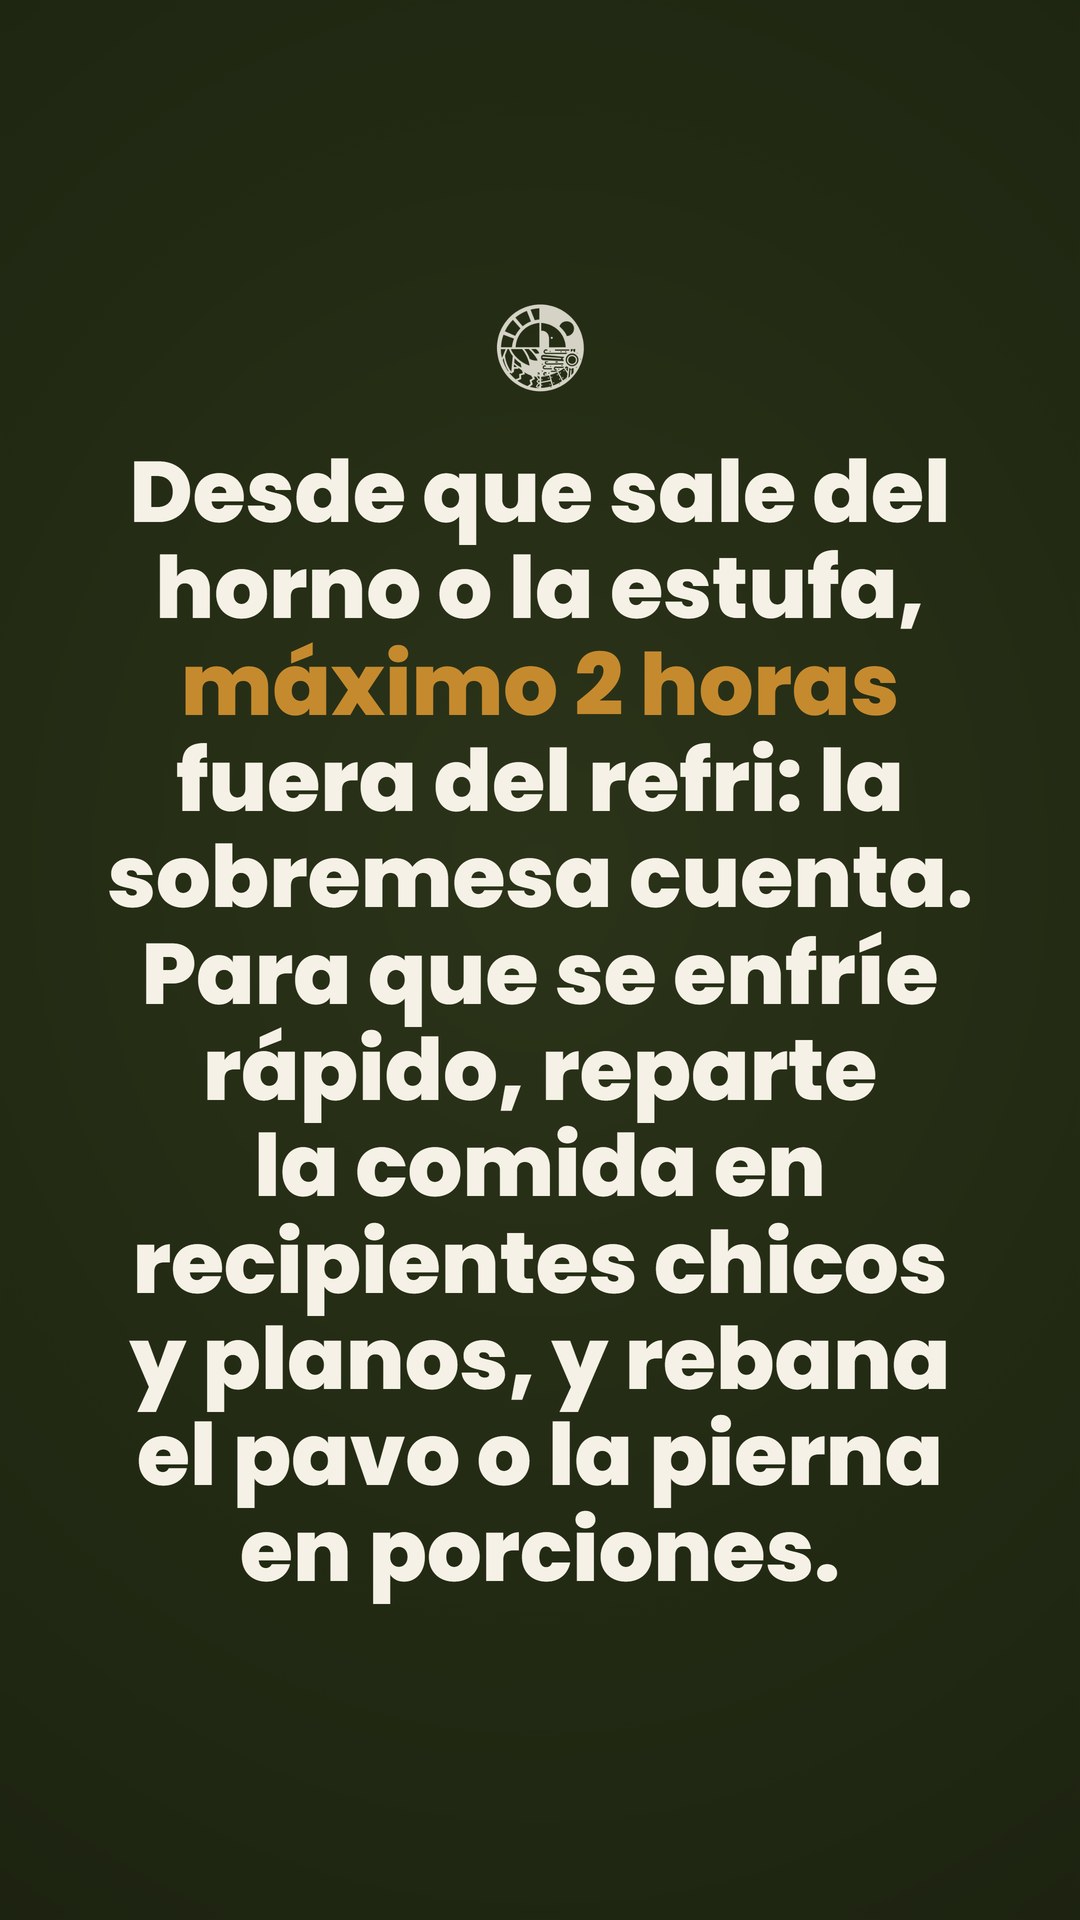 Desde que sale del
horno o la estufa,
máximo 2 horas
fuera del refri: la
sobremesa cuenta.
Para que se enfríe
rápido, reparte
la comida en
recipientes chicos
y planos, y rebana
el pavo o la pierna
en porciones.